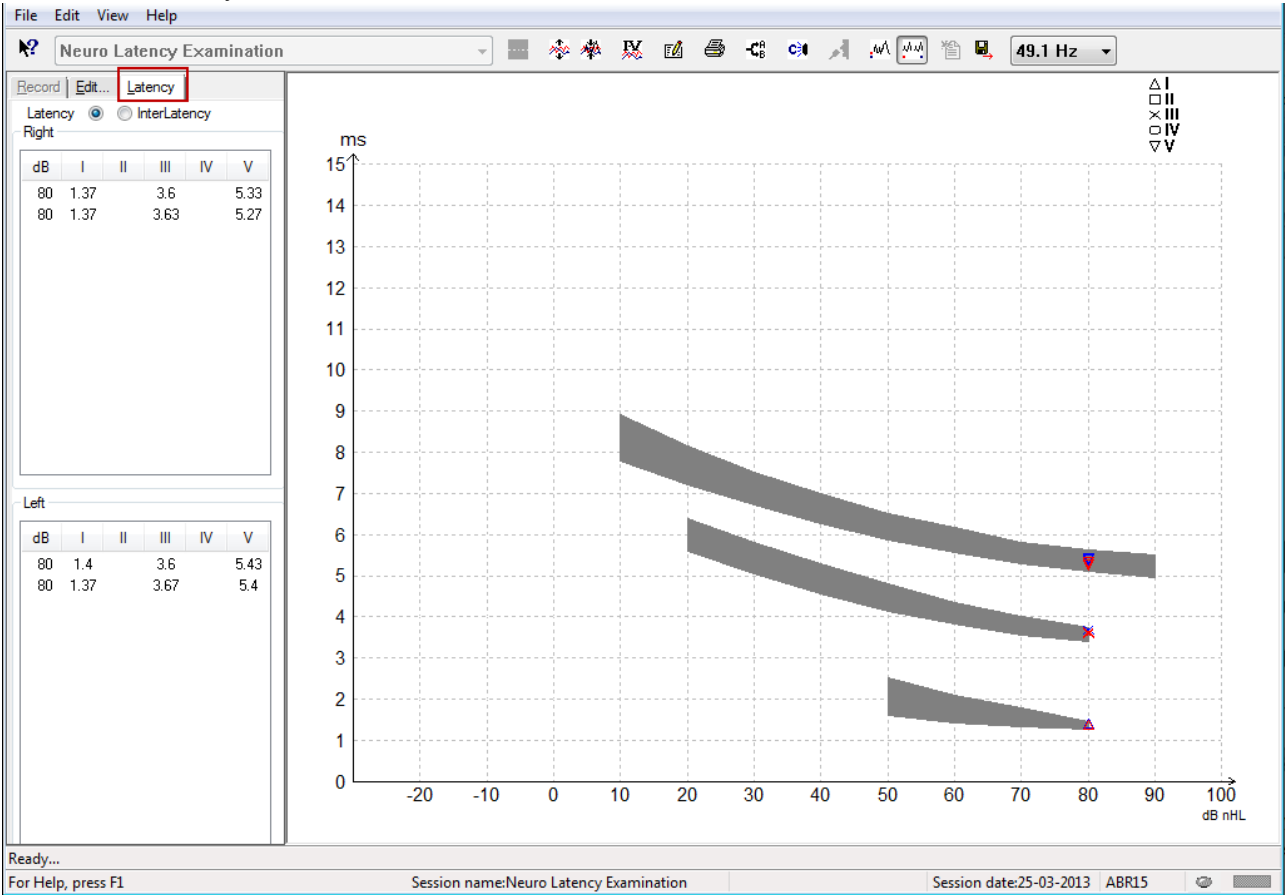 File Edit View Help
Neuro Latency Examination
IV
A
B
C
49.1 Hz
Record Edit... Latency
Latency InterLatency
Right
dB I II III IV V
80 1.37 3.6 5.33
80 1.37 3.63 5.27
Left
dB I II III IV V
80 1.4 3.6 5.43
80 1.37 3.67 5.4
I
II
III
IV
V
ms
15
14
13
12
11
10
9
8
7
6
5
4
3
2
1
0
-20 -10 0 10 20 30 40 50 60 70 80 90 100
dB nHL
Ready...
For Help, press F1 Session name:Neuro Latency Examination Session date:25-03-2013 ABR15